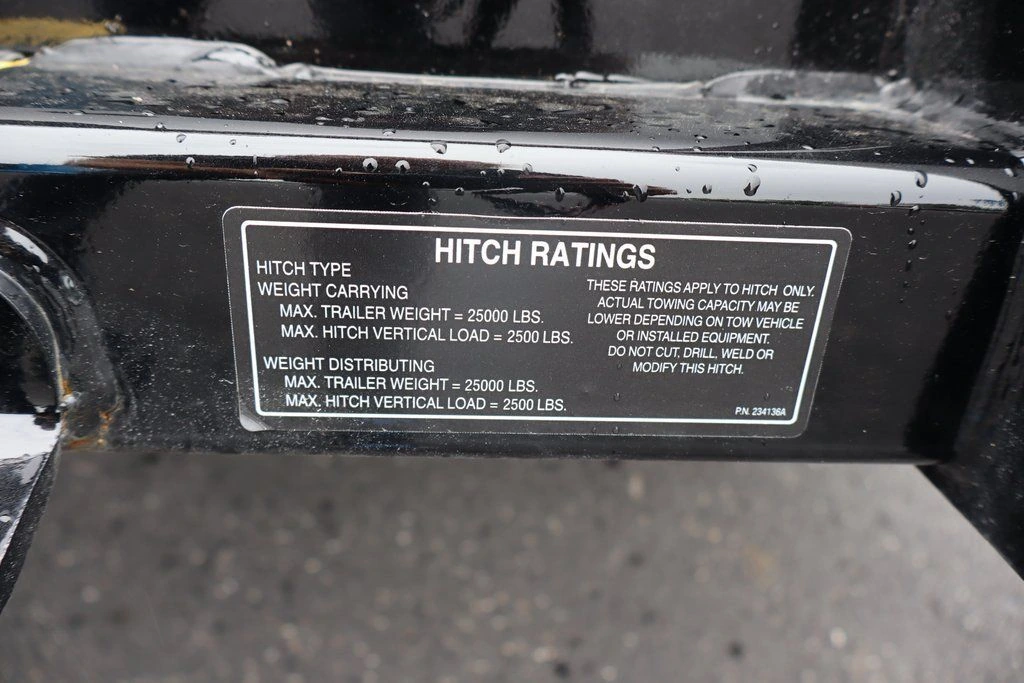 HITCH RATINGS
HITCH TYPE
WEIGHT CARRYING
MAX. TRAILER WEIGHT = 25000 LBS.
MAX. HITCH VERTICAL LOAD = 2500 LBS.
WEIGHT DISTRIBUTING
MAX. TRAILER WEIGHT = 25000 LBS.
MAX. HITCH VERTICAL LOAD = 2500 LBS.
THESE RATINGS APPLY TO HITCH ONLY.
ACTUAL TOWING CAPACITY MAY BE
LOWER DEPENDING ON TOW VEHICLE
OR INSTALLED EQUIPMENT.
DO NOT CUT, DRILL, WELD OR
MODIFY THIS HITCH.
P.N. 234136A